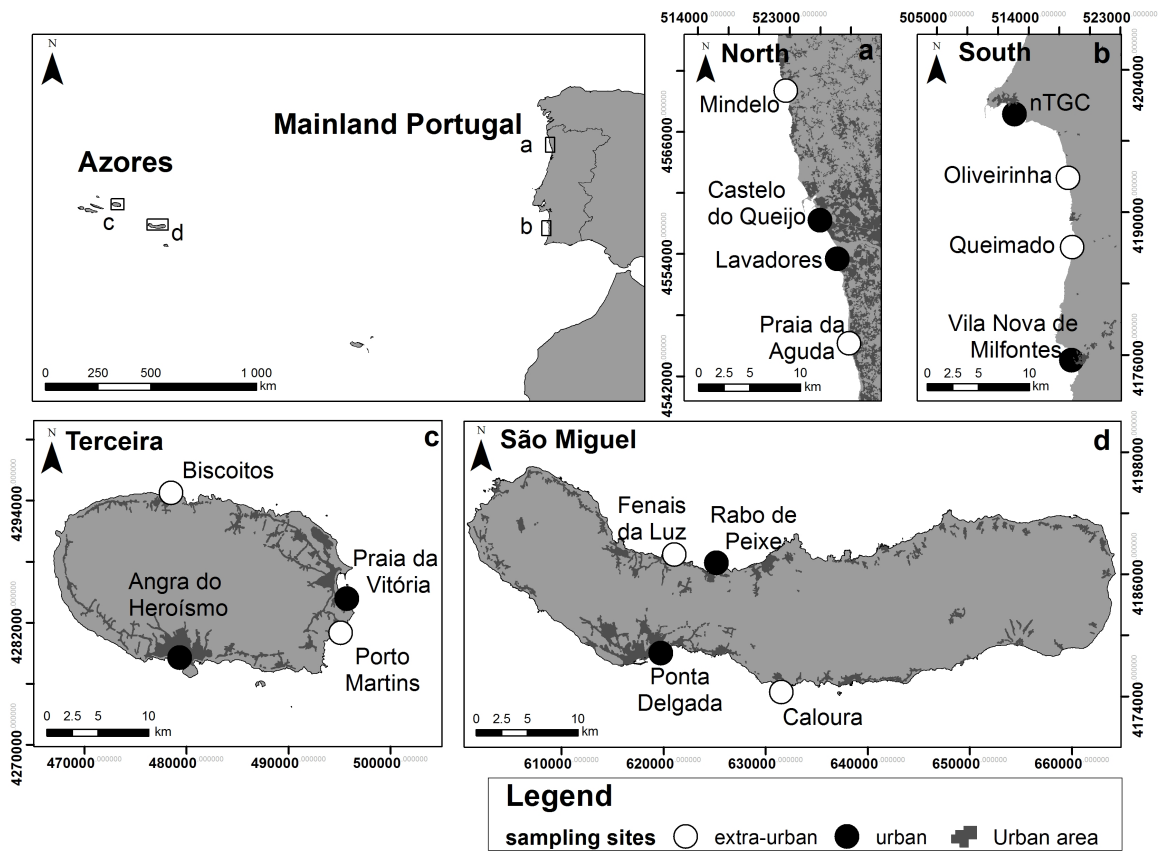 514000,000000 523000,000000
505000,000000 514000,000000 523000,000000
N
Mainland Portugal
Azores
a
b
c
d
0 250 500 1 000
km
N
North
a
Mindelo
Castelo
do Queijo
Lavadores
Praia da
Aguda
0 2.5 5 10
km
4566000
4554000
4542000
N
South
b
nTGC
Oliveirinha
Queimado
Vila Nova de
Milfontes
0 2.5 5 10
km
4204000
4190000
4176000
N
Terceira
c
Biscoitos
Praia da
Vitória
Angra do
Heroísmo
Porto
Martins
0 2.5 5 10
km
4294000
4282000
4270000
470000 480000 490000 500000
N
São Miguel
d
Fenais
da Luz
Rabo de
Peixe
Ponta
Delgada
Caloura
0 2.5 5 10
km
4198000
4186000
4174000
610000 620000 630000 640000 650000 660000
Legend
sampling sites extra-urban urban Urban area